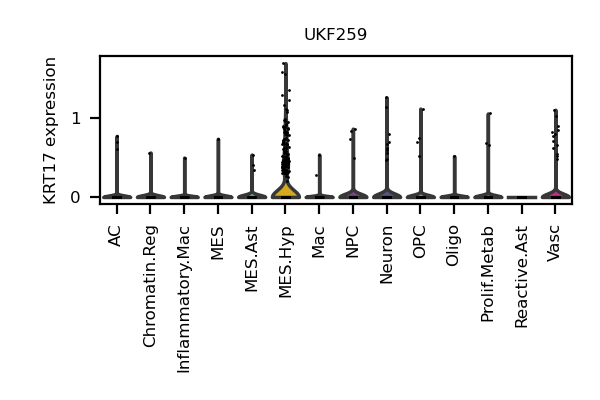 UKF259
KRT17 expression
1
0
AC
Chromatin.Reg
Inflammatory.Mac
MES
MES.Ast
MES.Hyp
Mac
NPC
Neuron
OPC
Oligo
Prolif.Metab
Reactive.Ast
Vasc